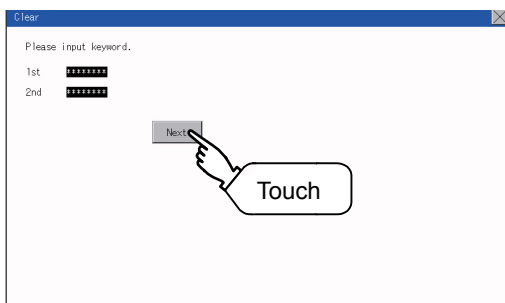 Clear
Please input keyword.
1st ********
2nd ********
Next
Touch